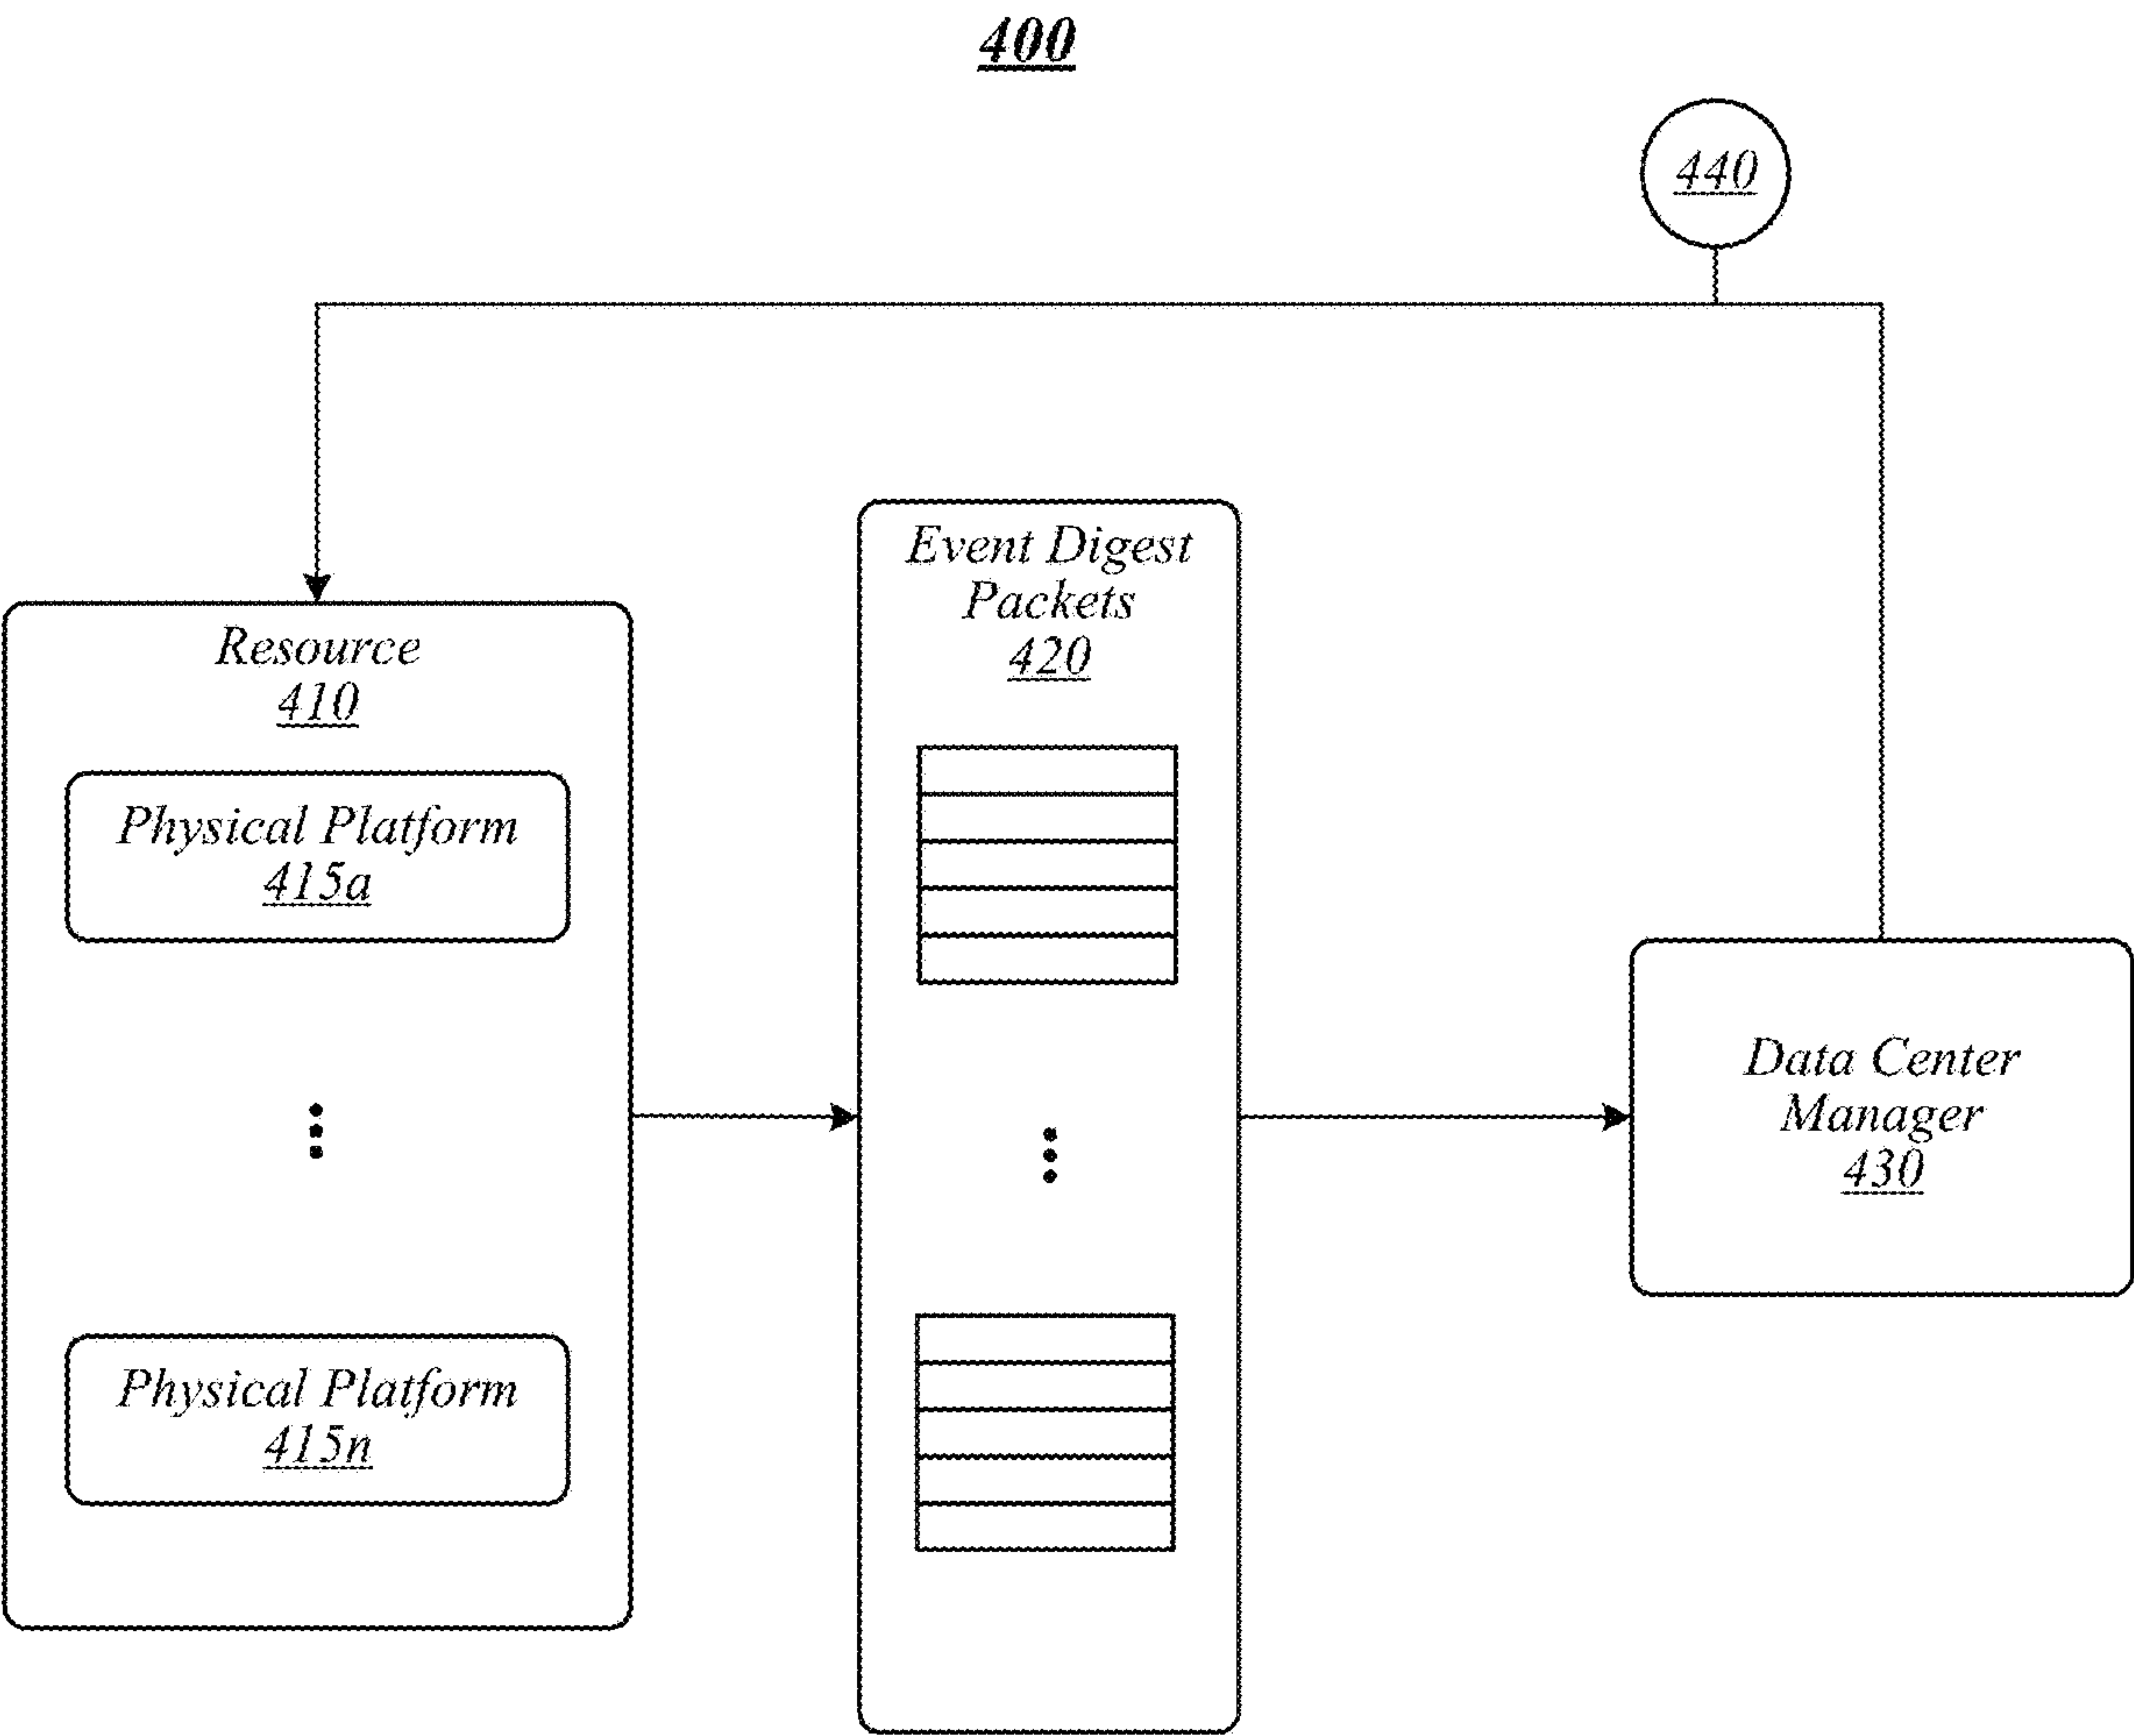 400
440
Event Digest
Packets
420
Resource
410
Physical Platform
415a
Data Center
Manager
430
Physical Platform
415n